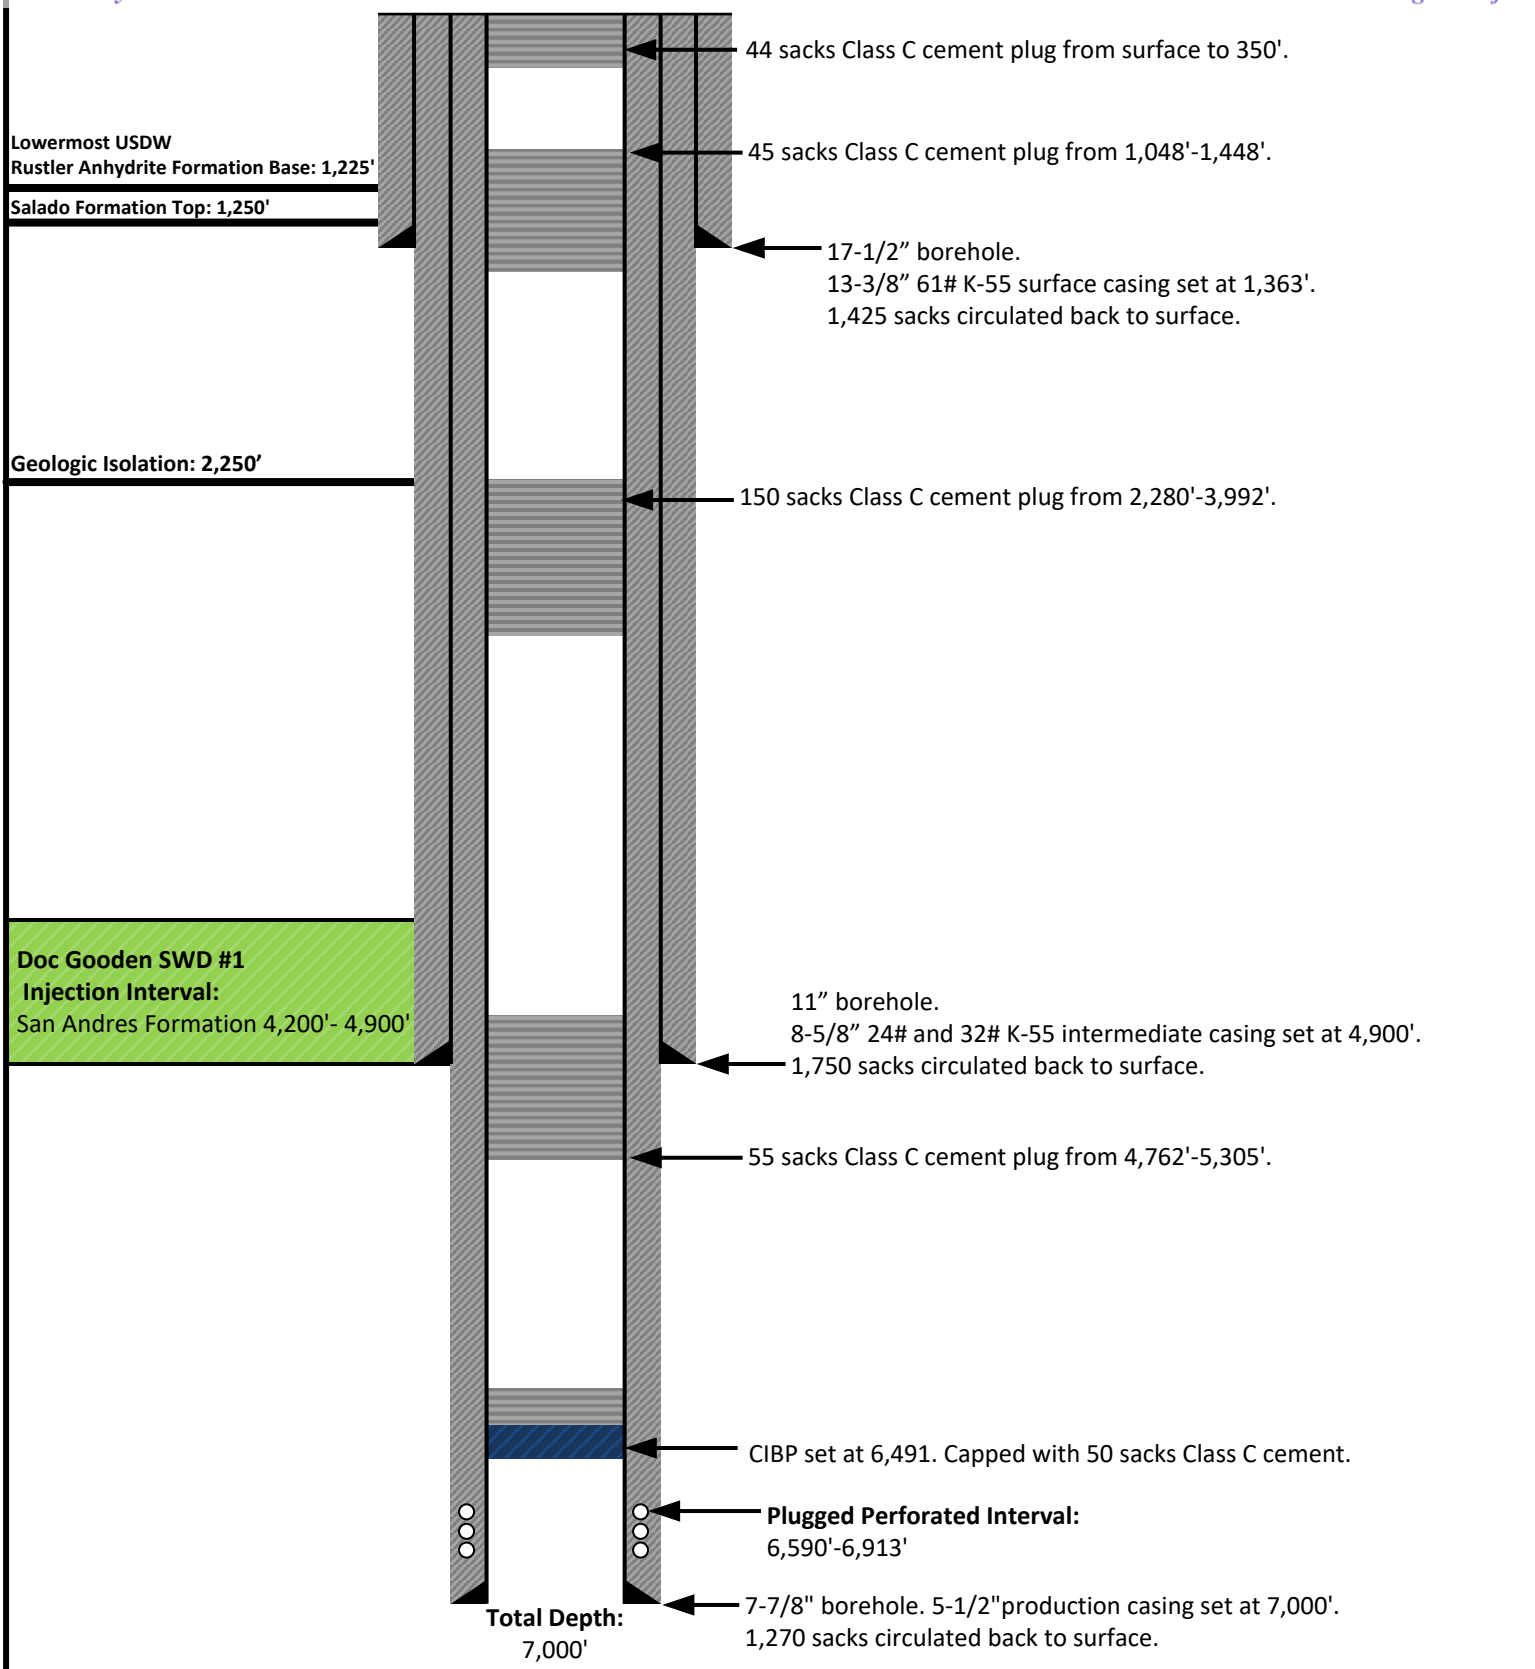 44 sacks Class C cement plug from surface to 350'.
Lowermost USDW
Rustler Anhydrite Formation Base: 1,225'
45 sacks Class C cement plug from 1,048'-1,448'.
Salado Formation Top: 1,250'
17-1/2” borehole.
13-3/8” 61# K-55 surface casing set at 1,363'.
1,425 sacks circulated back to surface.
Geologic Isolation: 2,250’
150 sacks Class C cement plug from 2,280'-3,992'.
Doc Gooden SWD #1
Injection Interval:
San Andres Formation 4,200'- 4,900'
11” borehole.
8-5/8” 24# and 32# K-55 intermediate casing set at 4,900'.
1,750 sacks circulated back to surface.
55 sacks Class C cement plug from 4,762'-5,305'.
CIBP set at 6,491. Capped with 50 sacks Class C cement.
Plugged Perforated Interval:
6,590'-6,913'
7-7/8" borehole. 5-1/2"production casing set at 7,000'.
1,270 sacks circulated back to surface.
Total Depth:
7,000'